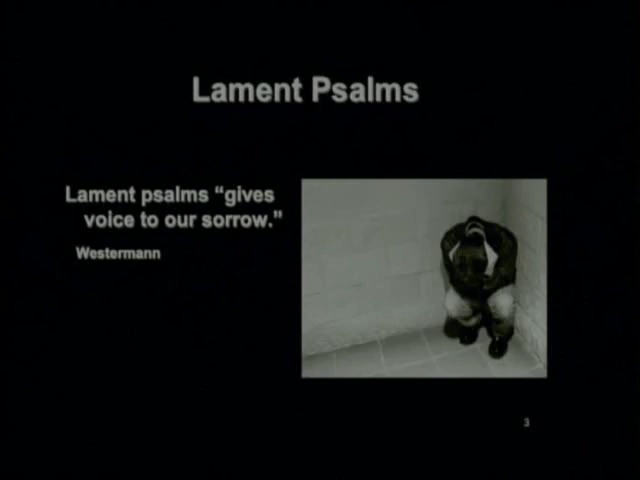 Lament Psalms
Lament psalms “gives
voice to our sorrow.”
Westermann
3